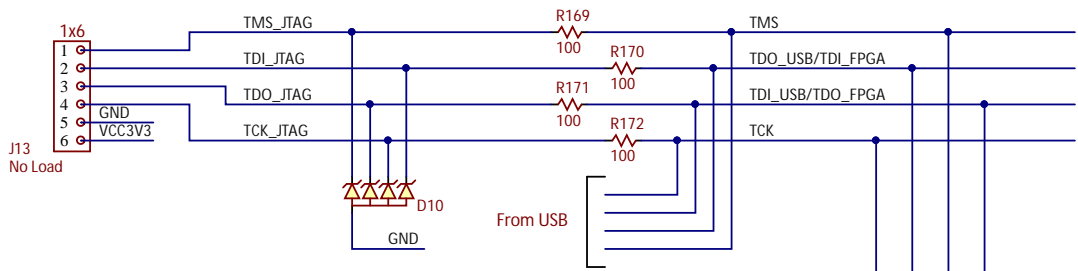 1x6
1
2
3
4
5
6
J13
No Load
GND
VCC3V3
TMS_JTAG
TDI_JTAG
TDO_JTAG
TCK_JTAG
R169
100
R170
100
R171
100
R172
100
TMS
TDO_USB/TDI_FPGA
TDI_USB/TDO_FPGA
TCK
D10
GND
From USB